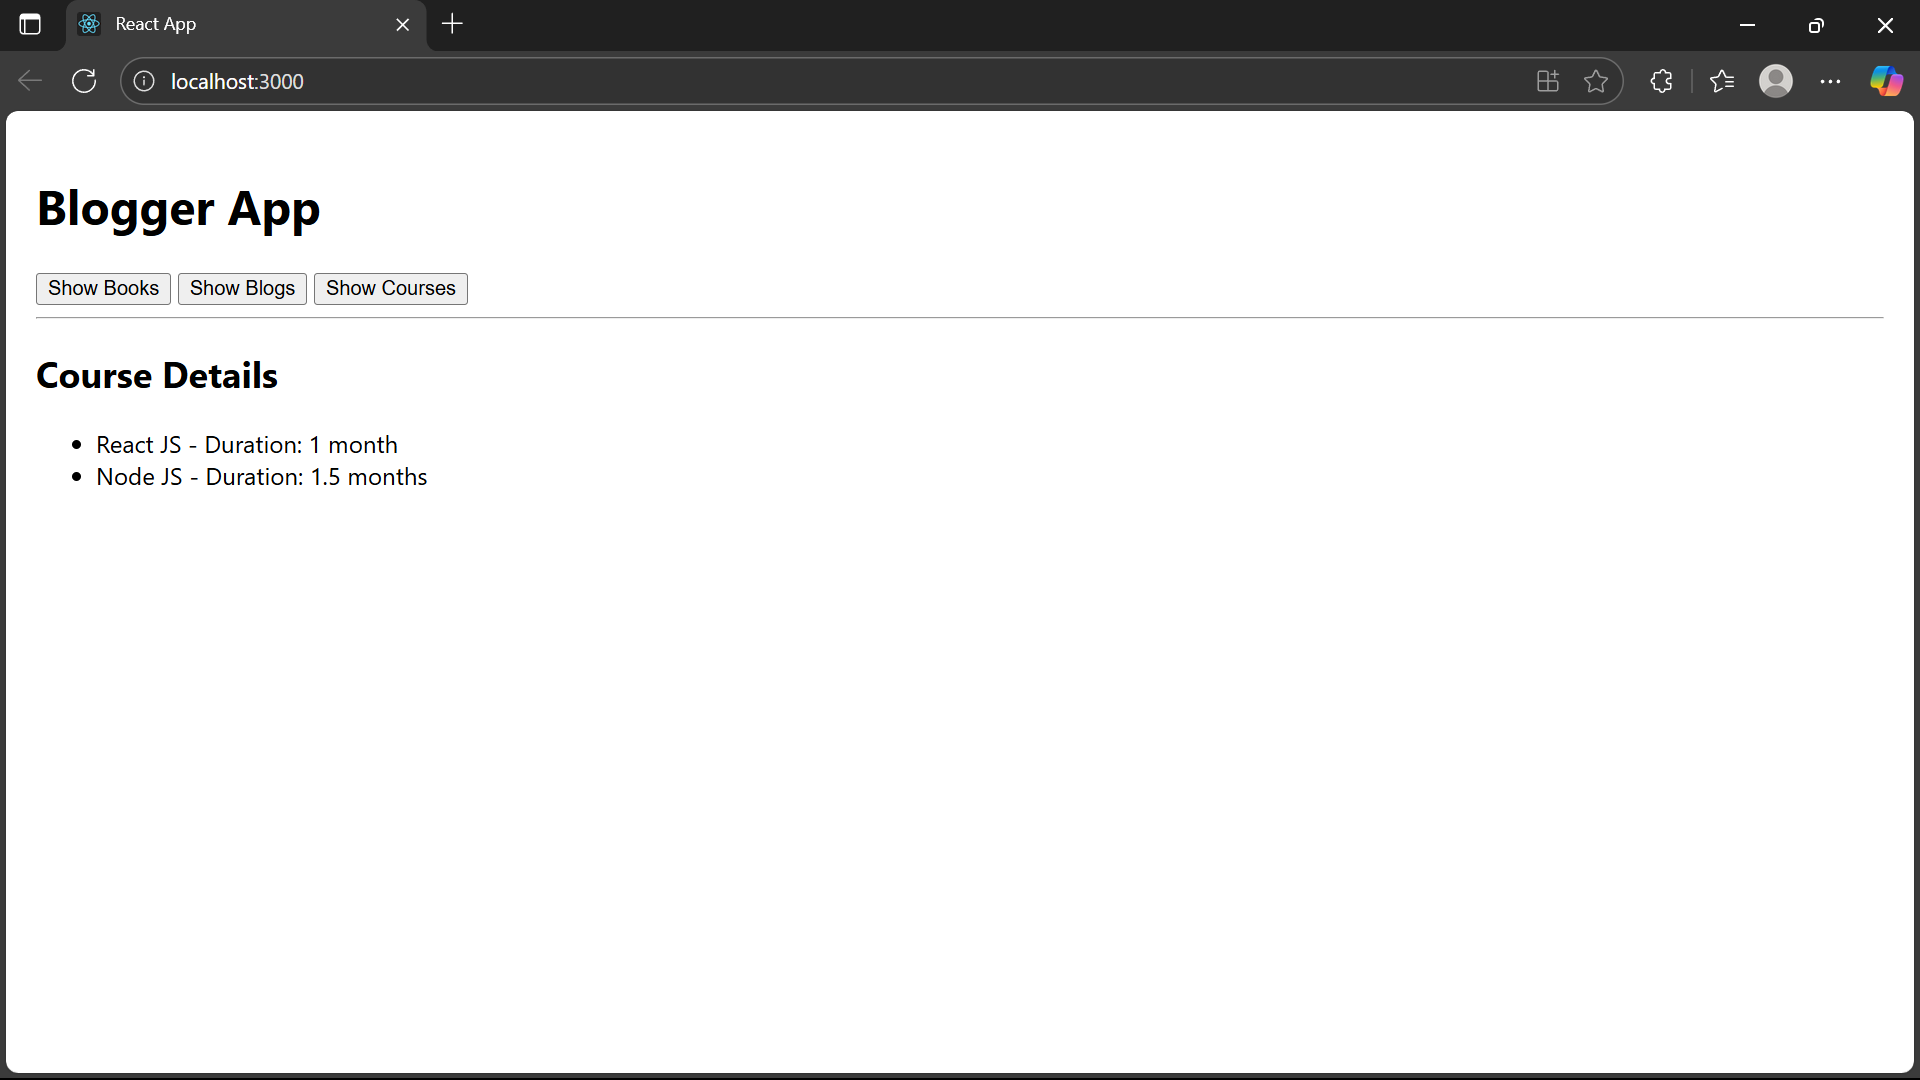 React App
localhost:3000
Blogger App
Show Books Show Blogs Show Courses
Course Details
• React JS - Duration: 1 month
• Node JS - Duration: 1.5 months